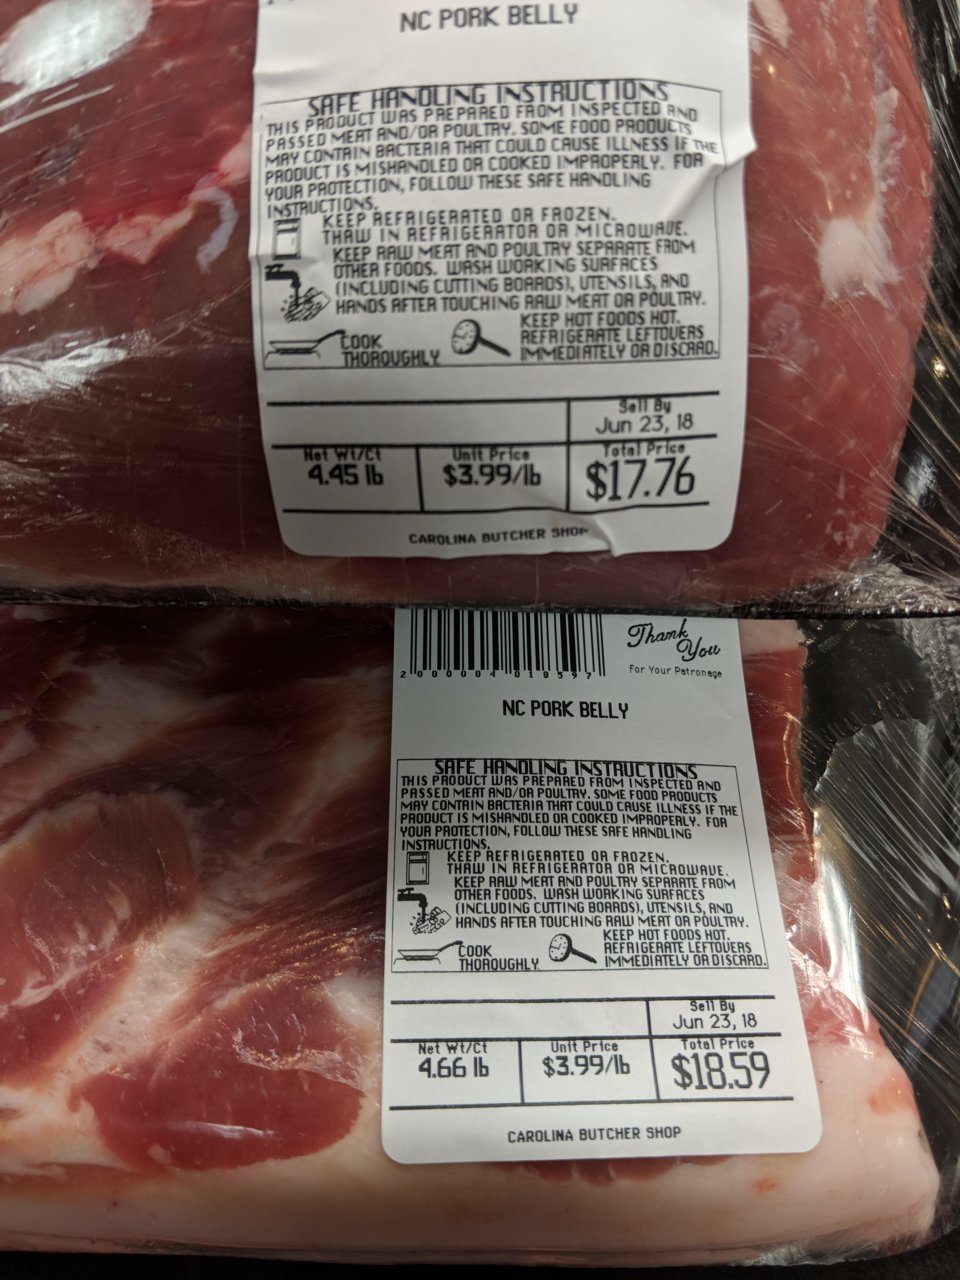 NC PORK BELLY
SAFE HANDLING INSTRUCTIONS
THIS PRODUCT WAS PREPARED FROM INSPECTED AND
PASSED MEAT AND/OR POULTRY. SOME FOOD PRODUCTS
MAY CONTAIN BACTERIA THAT COULD CAUSE ILLNESS IF THE
PRODUCT IS MISHANDLED OR COOKED IMPROPERLY. FOR
YOUR PROTECTION, FOLLOW THESE SAFE HANDLING
INSTRUCTIONS.
KEEP REFRIGERATED OR FROZEN.
THAW IN REFRIGERATOR OR MICROWAVE.
KEEP RAW MEAT AND POULTRY SEPARATE FROM
OTHER FOODS. WASH WORKING SURFACES
(INCLUDING CUTTING BOARDS), UTENSILS, AND
HANDS AFTER TOUCHING RAW MEAT OR POULTRY.
COOK
THOROUGHLY
KEEP HOT FOODS HOT.
REFRIGERATE LEFTOVERS
IMMEDIATELY OR DISCARD.
Sell By
Jun 23, 18
Net Wt/Ct
4.45 lb
Unit Price
$3.99/lb
Total Price
$17.76
CAROLINA BUTCHER SHOP
2 000004 018597
Thank
You
For Your Patronage
NC PORK BELLY
SAFE HANDLING INSTRUCTIONS
THIS PRODUCT WAS PREPARED FROM INSPECTED AND
PASSED MEAT AND/OR POULTRY. SOME FOOD PRODUCTS
MAY CONTAIN BACTERIA THAT COULD CAUSE ILLNESS IF THE
PRODUCT IS MISHANDLED OR COOKED IMPROPERLY. FOR
YOUR PROTECTION, FOLLOW THESE SAFE HANDLING
INSTRUCTIONS.
KEEP REFRIGERATED OR FROZEN.
THAW IN REFRIGERATOR OR MICROWAVE.
KEEP RAW MEAT AND POULTRY SEPARATE FROM
OTHER FOODS. WASH WORKING SURFACES
(INCLUDING CUTTING BOARDS), UTENSILS, AND
HANDS AFTER TOUCHING RAW MEAT OR POULTRY.
COOK
THOROUGHLY
KEEP HOT FOODS HOT.
REFRIGERATE LEFTOVERS
IMMEDIATELY OR DISCARD.
Sell By
Jun 23, 18
Net Wt/Ct
4.66 lb
Unit Price
$3.99/lb
Total Price
$18.59
CAROLINA BUTCHER SHOP